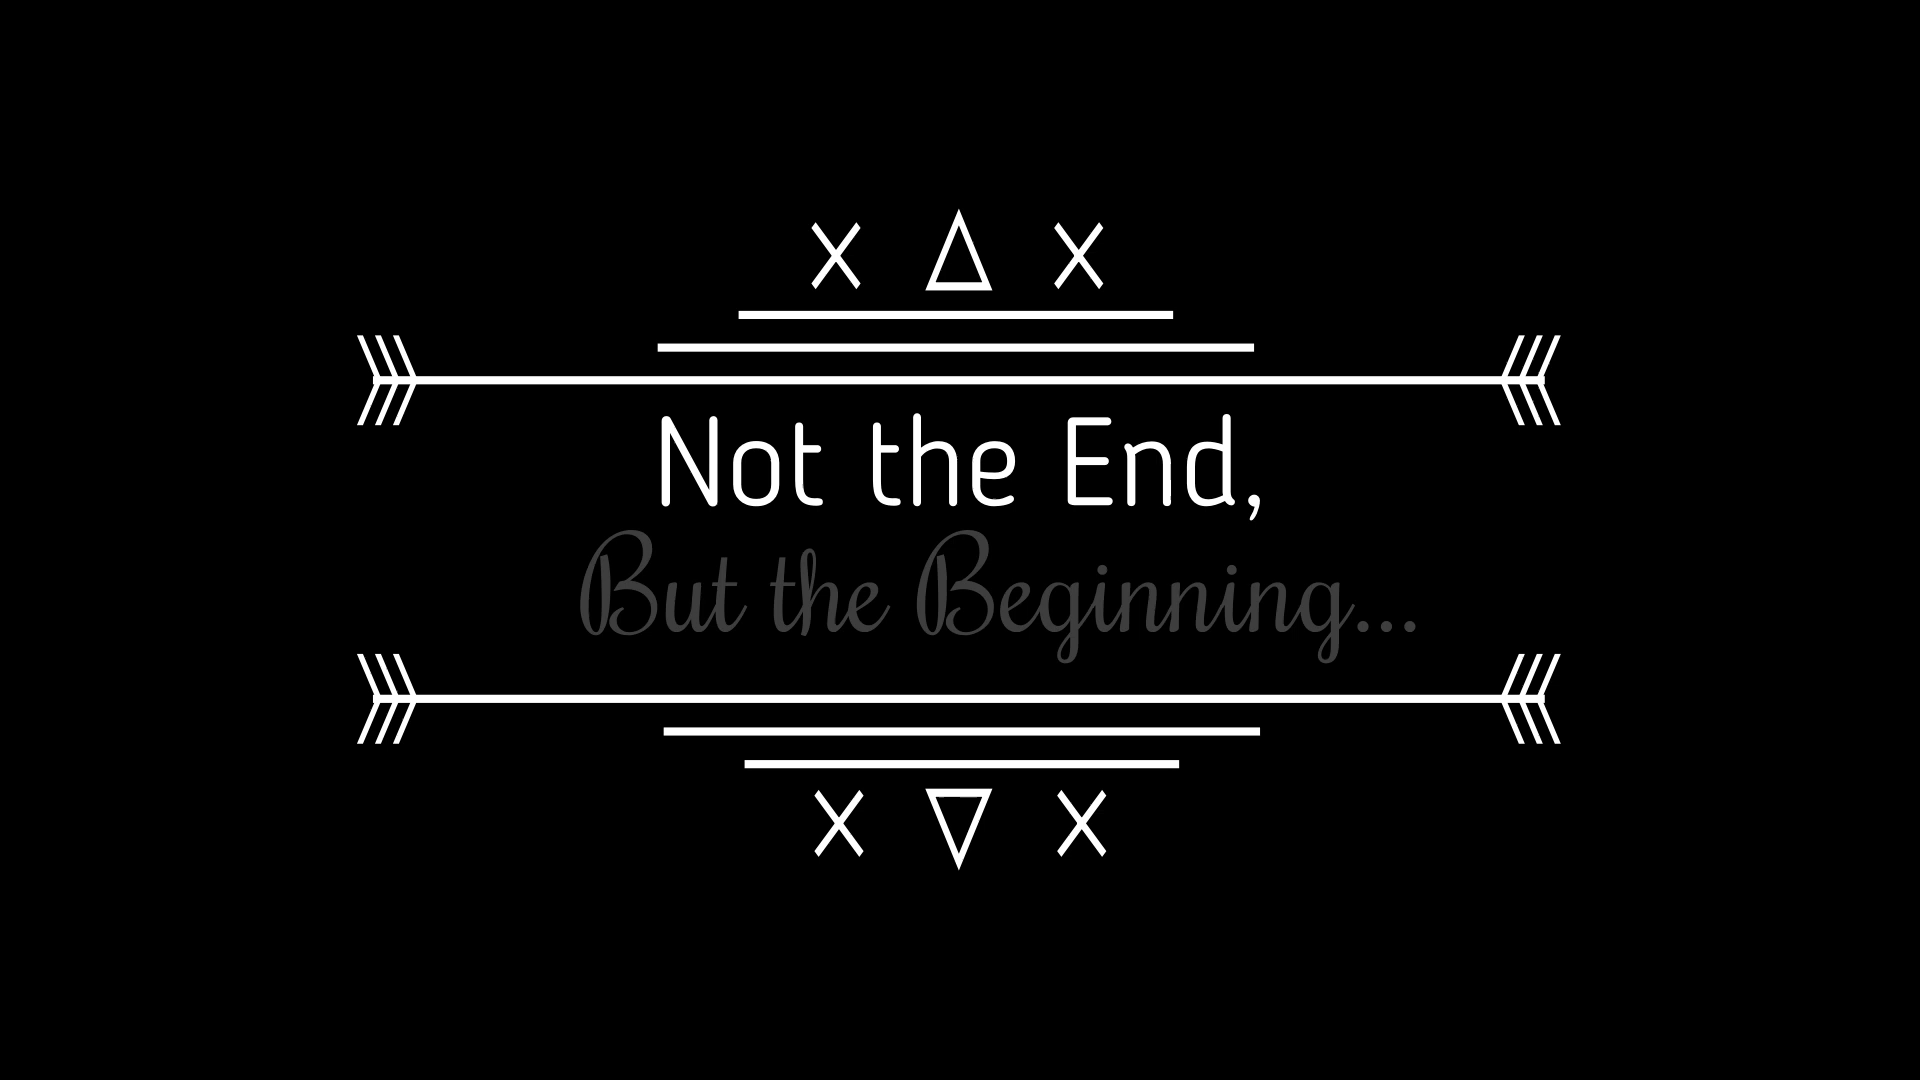 X Δ X
Not the End,
But the Beginning...
X ∇ X